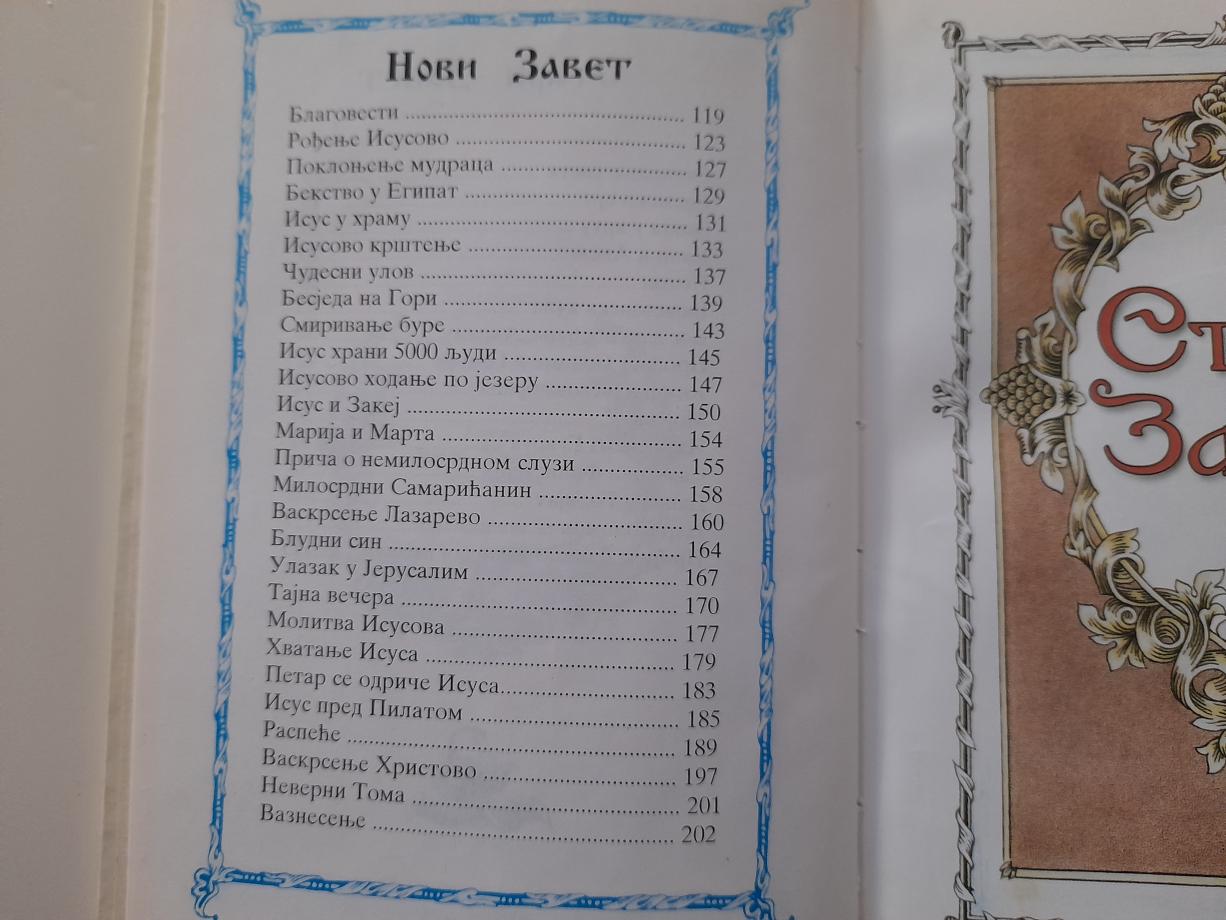 Нови Завет
Благовести 119
Рођење Исусово 123
Поклоњење мудраца 127
Бекство у Египат 129
Исус у храму 131
Исусово крштење 133
Чудесни улов 137
Бесједа на Гори 139
Смиривање буре 143
Исус храни 5000 људи 145
Исусово ходање по језеру 147
Исус и Закеј 150
Марија и Марта 154
Прича о немилосрдном слузи 155
Милосрдни Самарићанин 158
Васкрсење Лазарево 160
Блудни син 164
Улазак у Јерусалим 167
Тајна вечера 170
Молитва Исусова 177
Хватање Исуса 179
Петар се одриче Исуса 183
Исус пред Пилатом 185
Распеће 189
Васкрсење Христово 197
Неверни Тома 201
Вазнесење 202